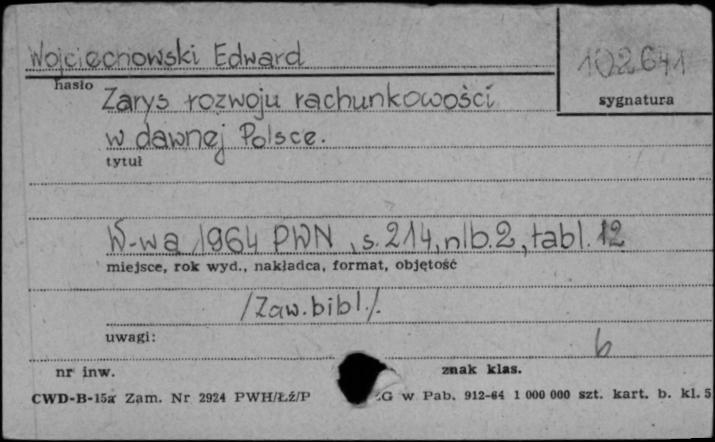 Wojciechowski Edward
102641
hasło
sygnatura
Zarys rozwoju rachunkowości
w dawnej Polsce.
tytuł
W-wa 1964 PWN, s. 214, nlb. 2, tabl. 12
miejsce, rok wyd., nakładca, format, objętość
/Zaw. bibl./.
uwagi:
b
nr inw.
znak klas.
CWD-B-15a Zam. Nr 2924 PWH/Łź/P G w Pab. 912-64 1 000 000 szt. kart. b. kl. 5